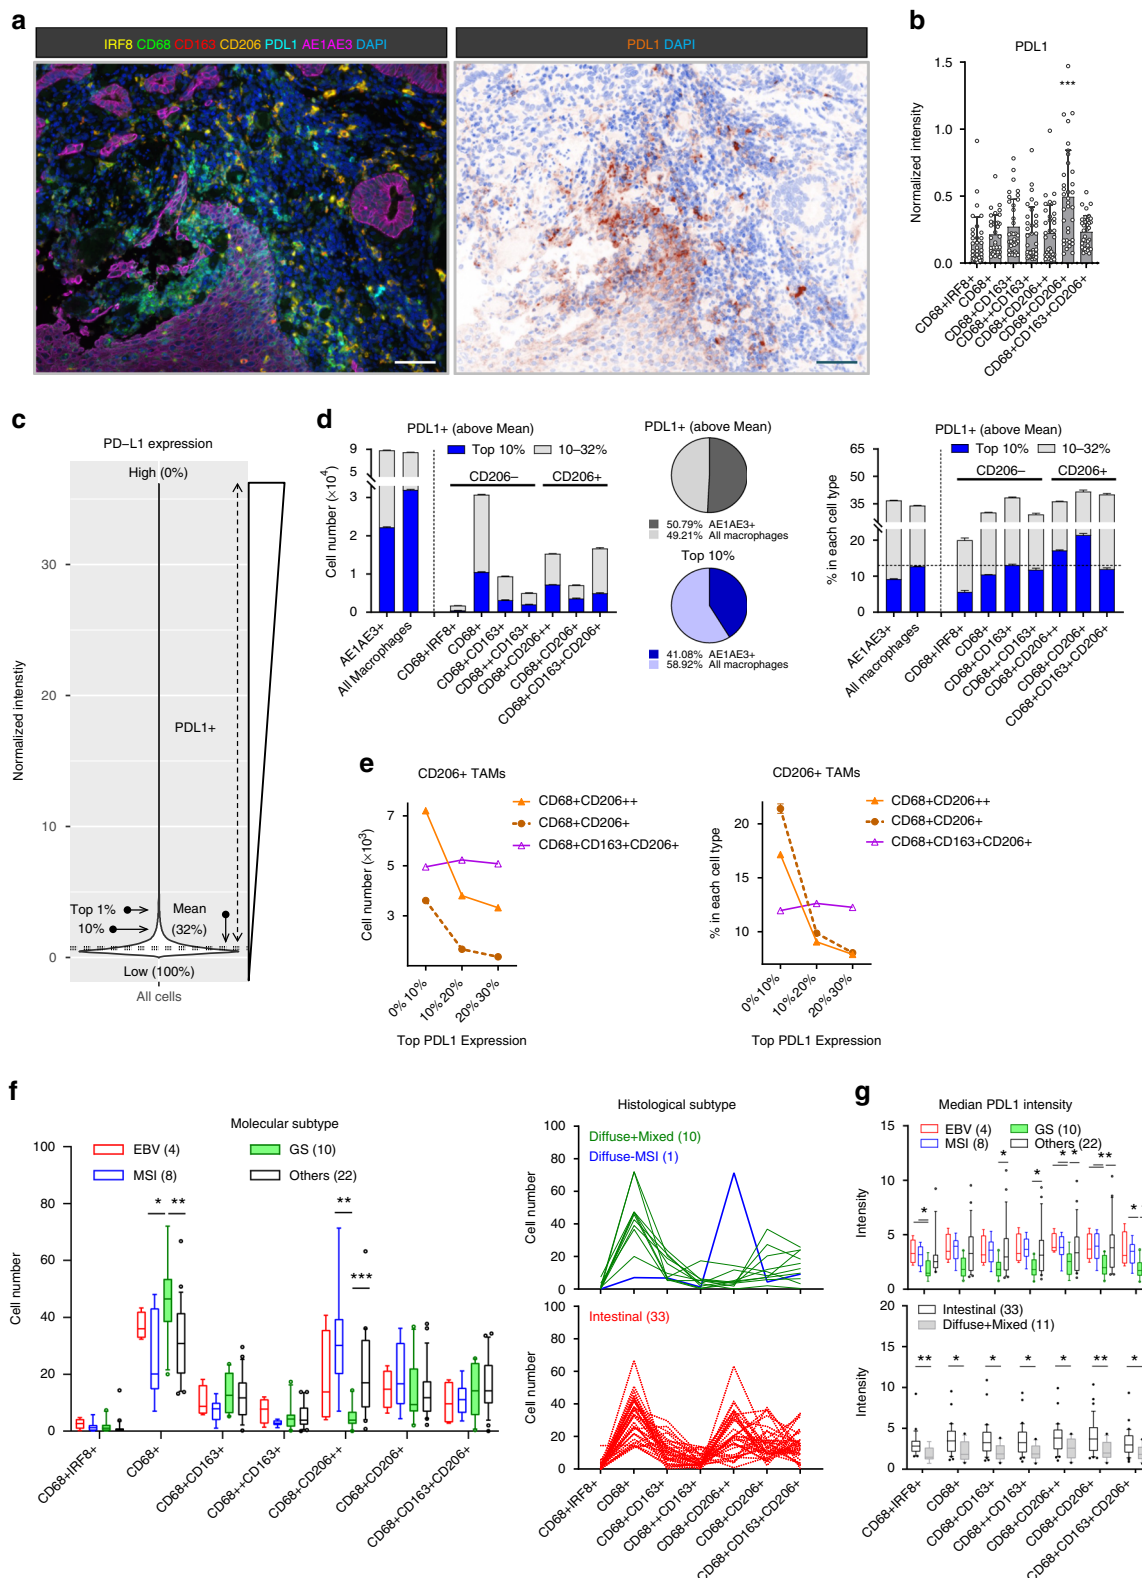 a
IRF8 CD68 CD163 CD206 PDL1 AE1AE3 DAPI
PDL1 DAPI
b
PDL1
Normalized intensity
1.5
1.0
0.5
0.0
***
CD68+IRF8+
CD68+
CD68+CD163+
CD68++CD163+
CD68+CD206++
CD68+CD206+
CD68+CD163+CD206+
c
PD–L1 expression
High (0%)
Normalized intensity
30
20
10
0
PDL1+
Top 1%
10%
Mean
(32%)
Low (100%)
All cells
d
PDL1+ (above Mean)
Top 10%
10–32%
CD206–
CD206+
Cell number (×10⁴)
9
5
3
2
1
0
AE1AE3+
All Macrophages
CD68+IRF8+
CD68+
CD68+CD163+
CD68++CD163+
CD68+CD206++
CD68+CD206+
CD68+CD163+CD206+
PDL1+ (above Mean)
50.79% AE1AE3+
49.21% All macrophages
Top 10%
41.08% AE1AE3+
58.92% All macrophages
PDL1+ (above Mean)
Top 10%
10–32%
CD206–
CD206+
% in each cell type
65
35
20
10
0
AE1AE3+
All macrophages
CD68+IRF8+
CD68+
CD68+CD163+
CD68++CD163+
CD68+CD206++
CD68+CD206+
CD68+CD163+CD206+
e
CD206+ TAMs
Cell number (×10³)
7
5
3
0% 10%
10% 20%
20% 30%
Top PDL1 Expression
CD68+CD206++
CD68+CD206+
CD68+CD163+CD206+
CD206+ TAMs
% in each cell type
20
15
10
0% 10%
10% 20%
20% 30%
Top PDL1 Expression
CD68+CD206++
CD68+CD206+
CD68+CD163+CD206+
f
Molecular subtype
EBV (4)
GS (10)
MSI (8)
Others (22)
Cell number
100
80
60
40
20
0
* **
**
***
CD68+IRF8+
CD68+
CD68+CD163+
CD68++CD163+
CD68+CD206++
CD68+CD206+
CD68+CD163+CD206+
Histological subtype
Diffuse+Mixed (10)
Diffuse-MSI (1)
Cell number
100
80
60
40
20
0
Intestinal (33)
Cell number
100
80
60
40
20
0
CD68+IRF8+
CD68+
CD68+CD163+
CD68++CD163+
CD68+CD206++
CD68+CD206+
CD68+CD163+CD206+
g
Median PDL1 intensity
EBV (4)
GS (10)
MSI (8)
Others (22)
Intensity
15
10
5
0
*
*
*
* *
* *
*
Intestinal (33)
Diffuse+Mixed (11)
Intensity
15
10
5
0
** * * * * ** *
CD68+IRF8+
CD68+
CD68+CD163+
CD68++CD163+
CD68+CD206++
CD68+CD206+
CD68+CD163+CD206+